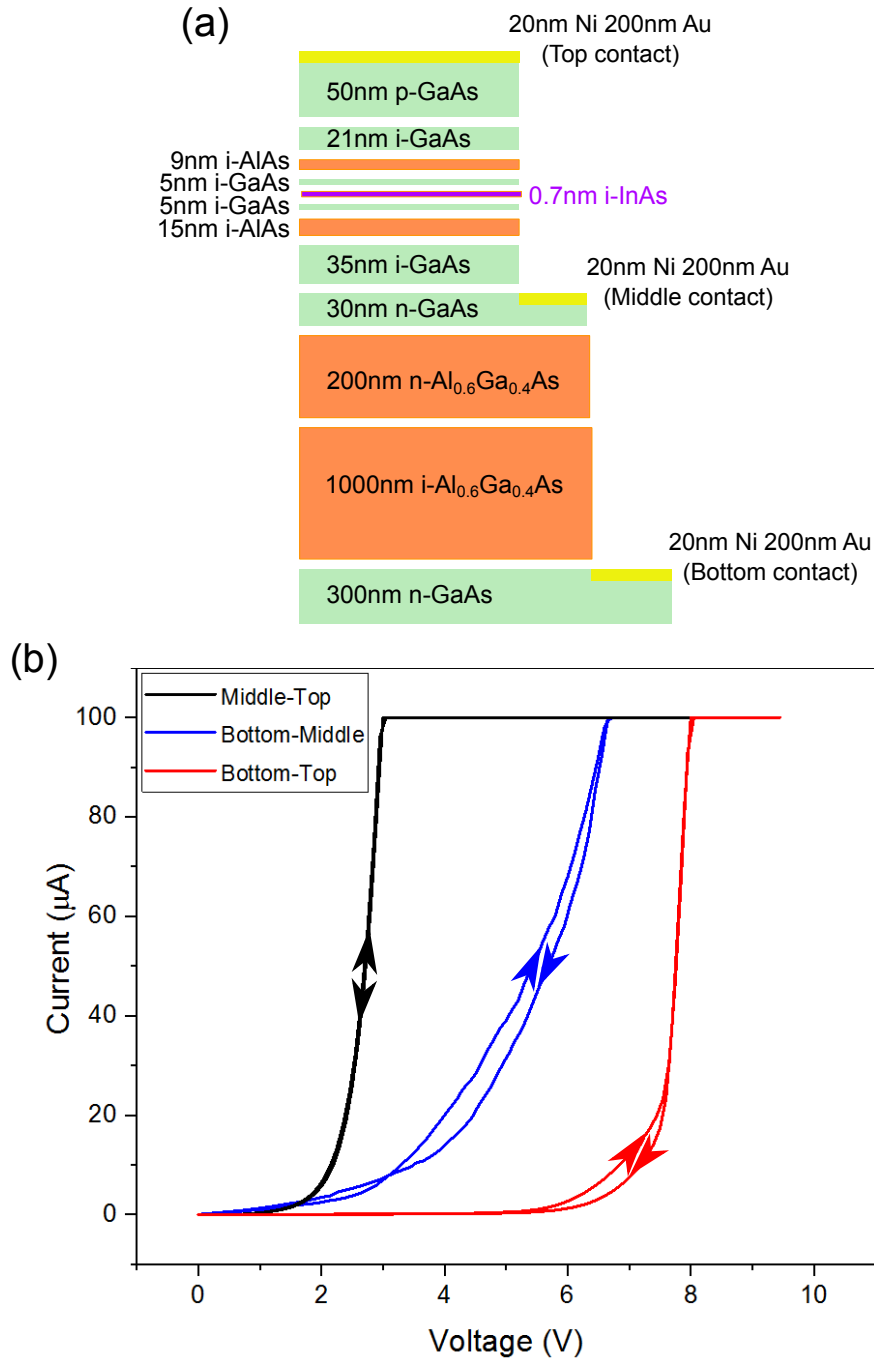 (a)
20nm Ni 200nm Au
(Top contact)
50nm p-GaAs
21nm i-GaAs
9nm i-AlAs
5nm i-GaAs
0.7nm i-InAs
5nm i-GaAs
15nm i-AlAs
35nm i-GaAs
20nm Ni 200nm Au
(Middle contact)
30nm n-GaAs
200nm n-Al₀.₆Ga₀.₄As
1000nm i-Al₀.₆Ga₀.₄As
20nm Ni 200nm Au
(Bottom contact)
300nm n-GaAs
(b)
Middle-Top
Bottom-Middle
Bottom-Top
100
80
60
40
20
0
Current (μA)
0 2 4 6 8 10
Voltage (V)